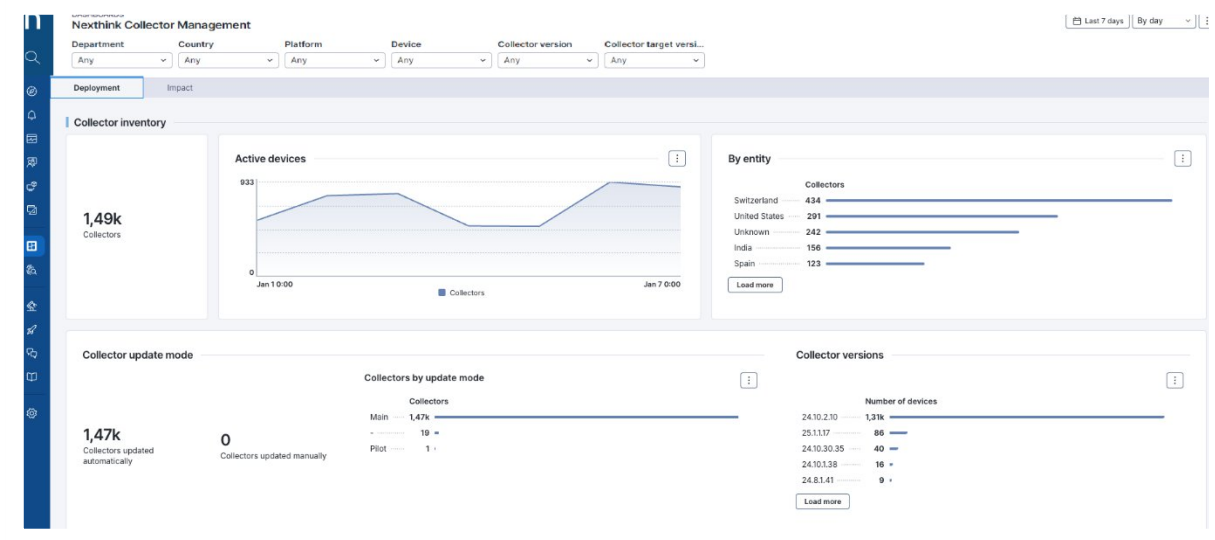 DASHBOARDS
Nexthink Collector Management
Last 7 days
By day
Department
Country
Platform
Device
Collector version
Collector target versi...
Any
Any
Any
Any
Any
Any
Deployment
Impact
Collector inventory
1,49k
Collectors
Active devices
933
0
Jan 1 0:00
Jan 7 0:00
Collectors
By entity
Collectors
Switzerland 434
United States 291
Unknown 242
India 156
Spain 123
Load more
Collector update mode
1,47k
Collectors updated
automatically
0
Collectors updated manually
Collectors by update mode
Collectors
Main 1,47k
- 19
Pilot 1
Collector versions
Number of devices
24.10.2.10 1,31k
25.1.1.17 86
24.10.30.35 40
24.10.1.38 16
24.8.1.41 9
Load more